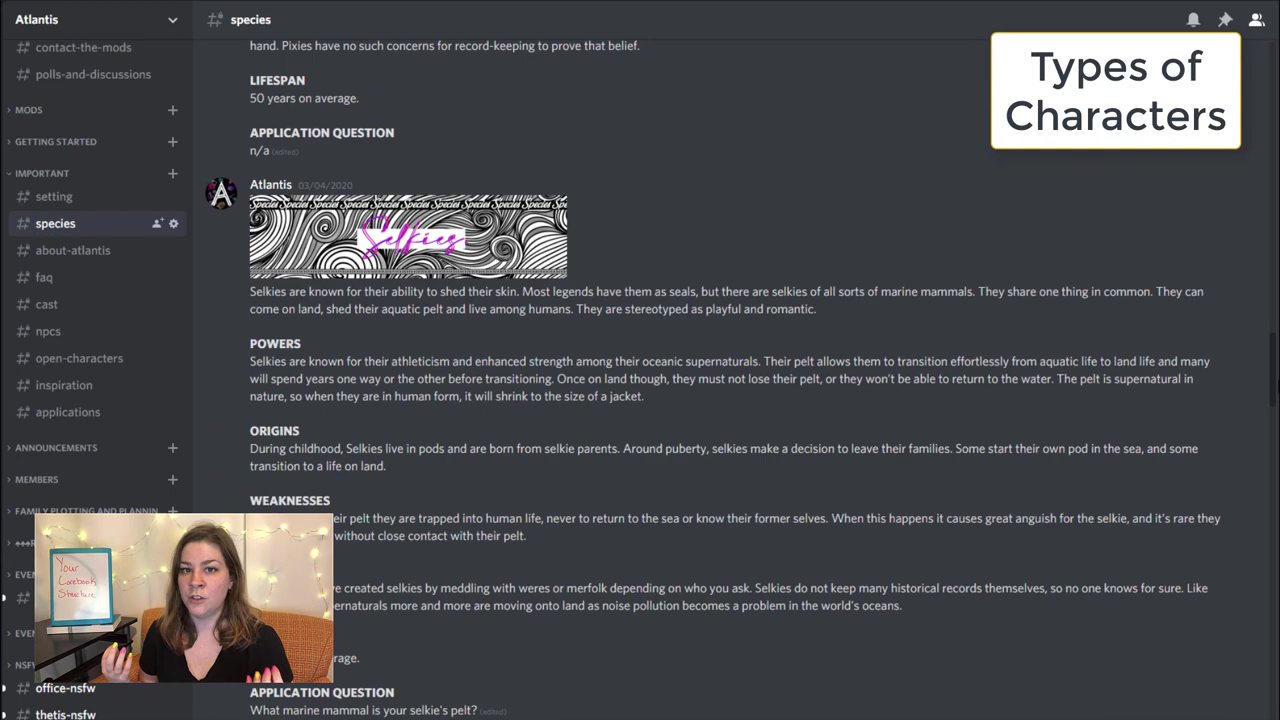 Atlantis
contact-the-mods
polls-and-discussions
MODS
GETTING STARTED
IMPORTANT
setting
species
about-atlantis
faq
cast
npcs
open-characters
inspiration
applications
ANNOUNCEMENTS
MEMBERS
FAMILY PLOTTING AND PLANNIN
EVE
EVE
NSF
office-nsfw
thetis-nsfw
species
hand. Pixies have no such concerns for record-keeping to prove that belief.
LIFESPAN
50 years on average.
APPLICATION QUESTION
n/a (edited)
Atlantis 03/04/2020
Species Species Species Species Species Species Species Species Species
Selkies
Selkies are known for their ability to shed their skin. Most legends have them as seals, but there are selkies of all sorts of marine mammals. They share one thing in common. They can
come on land, shed their aquatic pelt and live among humans. They are stereotyped as playful and romantic.
POWERS
Selkies are known for their athleticism and enhanced strength among their oceanic supernaturals. Their pelt allows them to transition effortlessly from aquatic life to land life and many
will spend years one way or the other before transitioning. Once on land though, they must not lose their pelt, or they won't be able to return to the water. The pelt is supernatural in
nature, so when they are in human form, it will shrink to the size of a jacket.
ORIGINS
During childhood, Selkies live in pods and are born from selkie parents. Around puberty, selkies make a decision to leave their families. Some start their own pod in the sea, and some
transition to a life on land.
WEAKNESSES
eir pelt they are trapped into human life, never to return to the sea or know their former selves. When this happens it causes great anguish for the selkie, and it's rare they
without close contact with their pelt.
ve created selkies by meddling with weres or merfolk depending on who you ask. Selkies do not keep many historical records themselves, so no one knows for sure. Like
ernaturals more and more are moving onto land as noise pollution becomes a problem in the world's oceans.
rage.
APPLICATION QUESTION
What marine mammal is your selkie's pelt? (edited)
Types of
Characters
Your
Lorebook
Structure